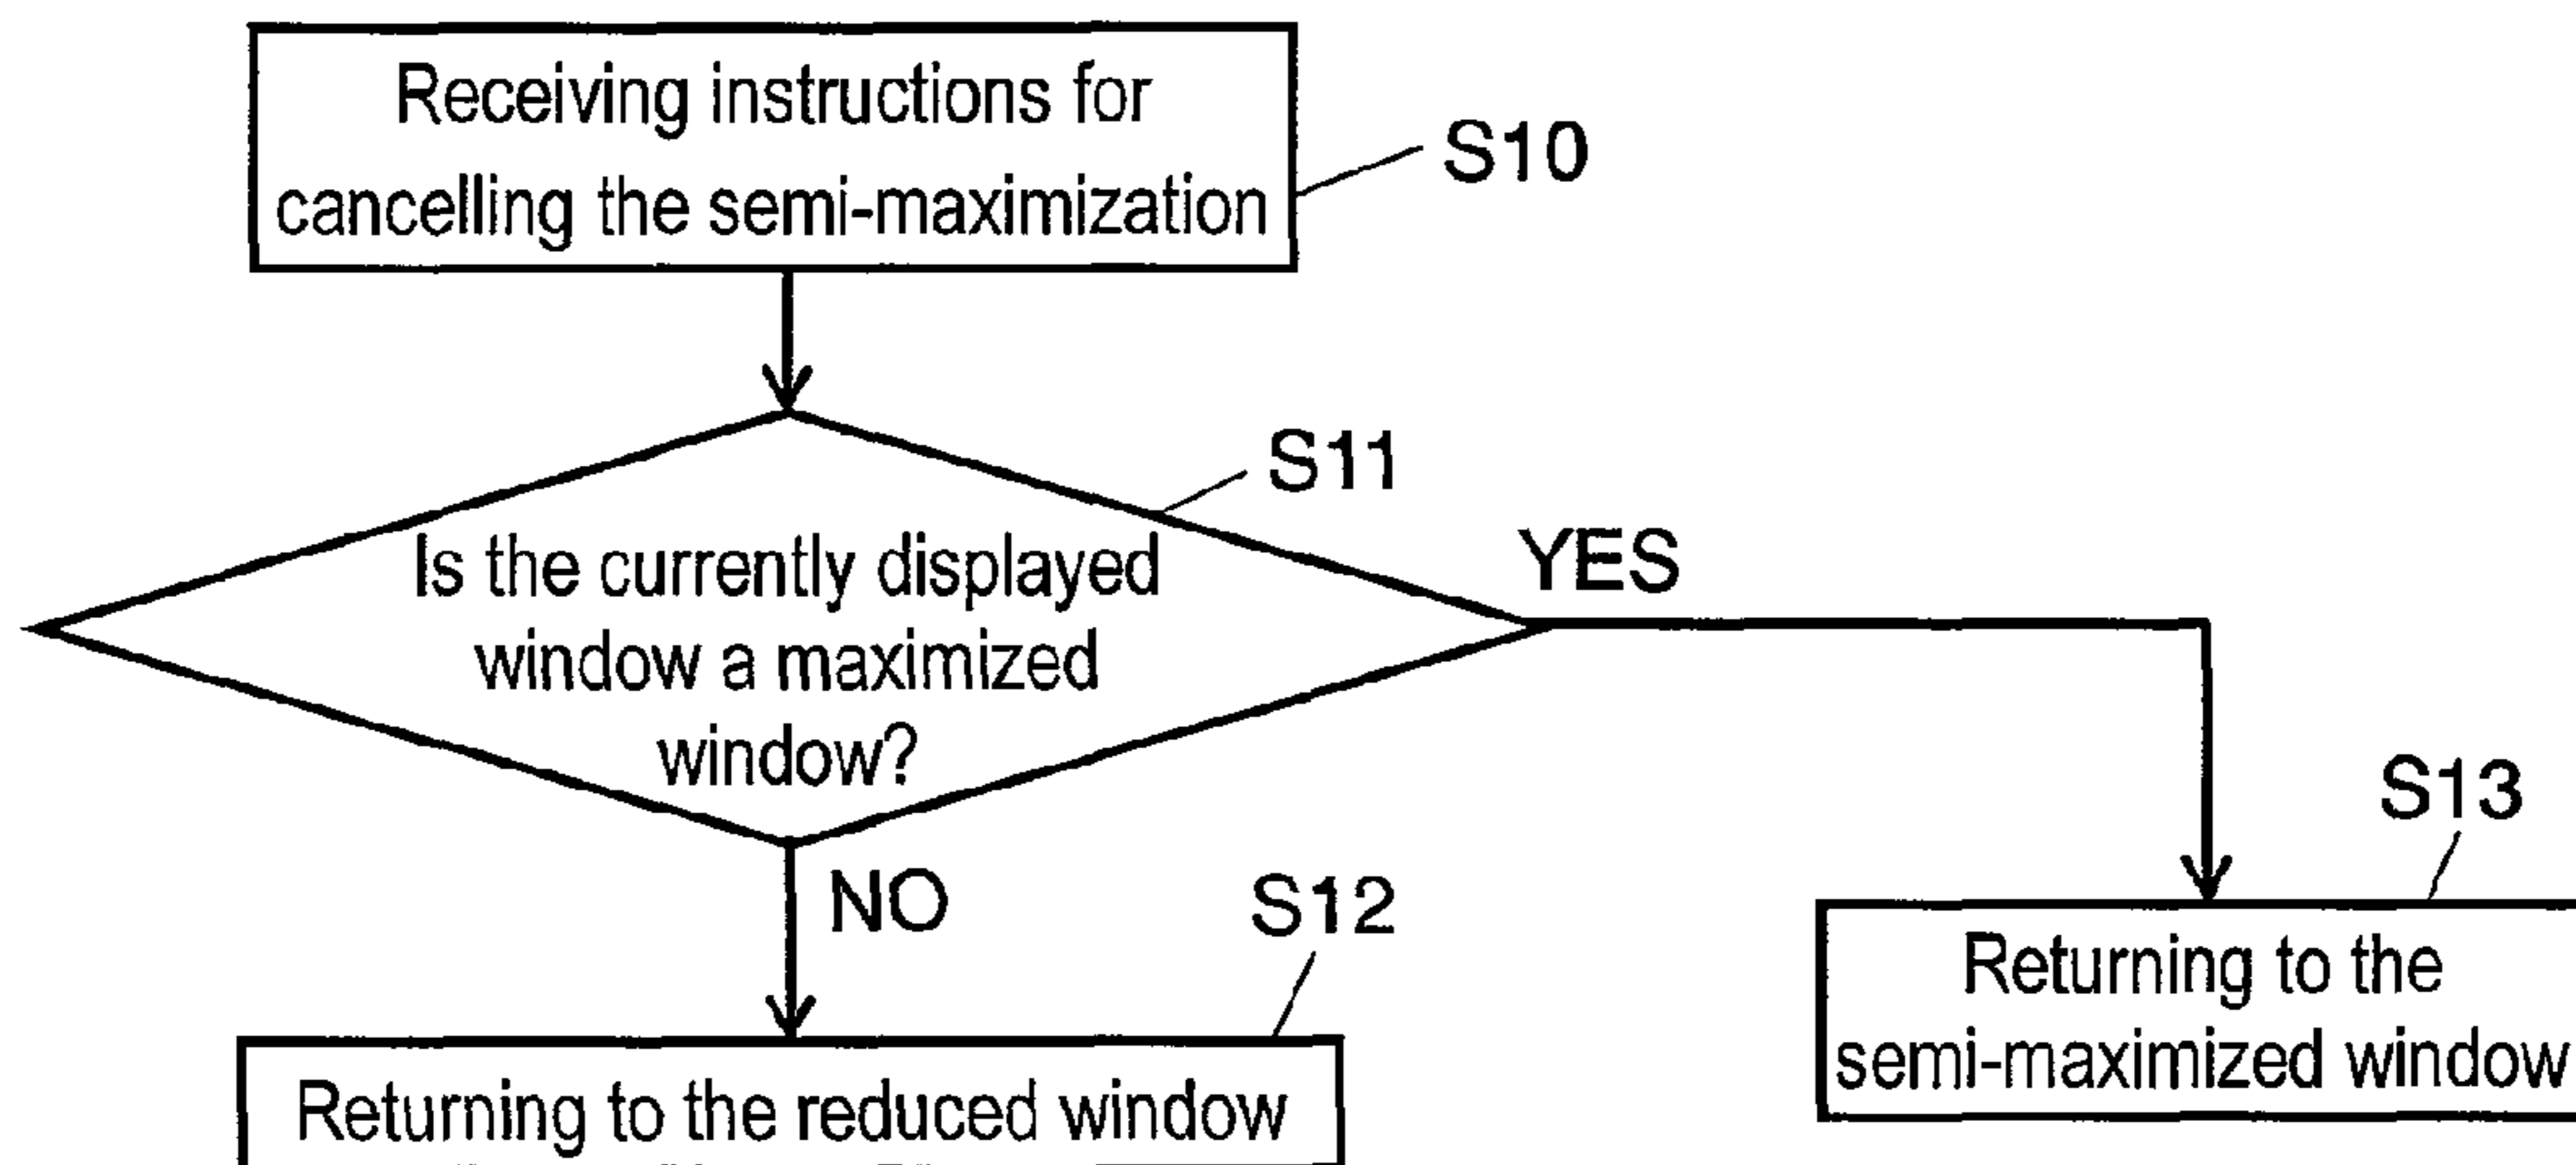 Receiving instructions for
cancelling the semi-maximization
S10
S11
Is the currently displayed
window a maximized
window?
YES
NO
S12
S13
Returning to the
semi-maximized window
Returning to the reduced window